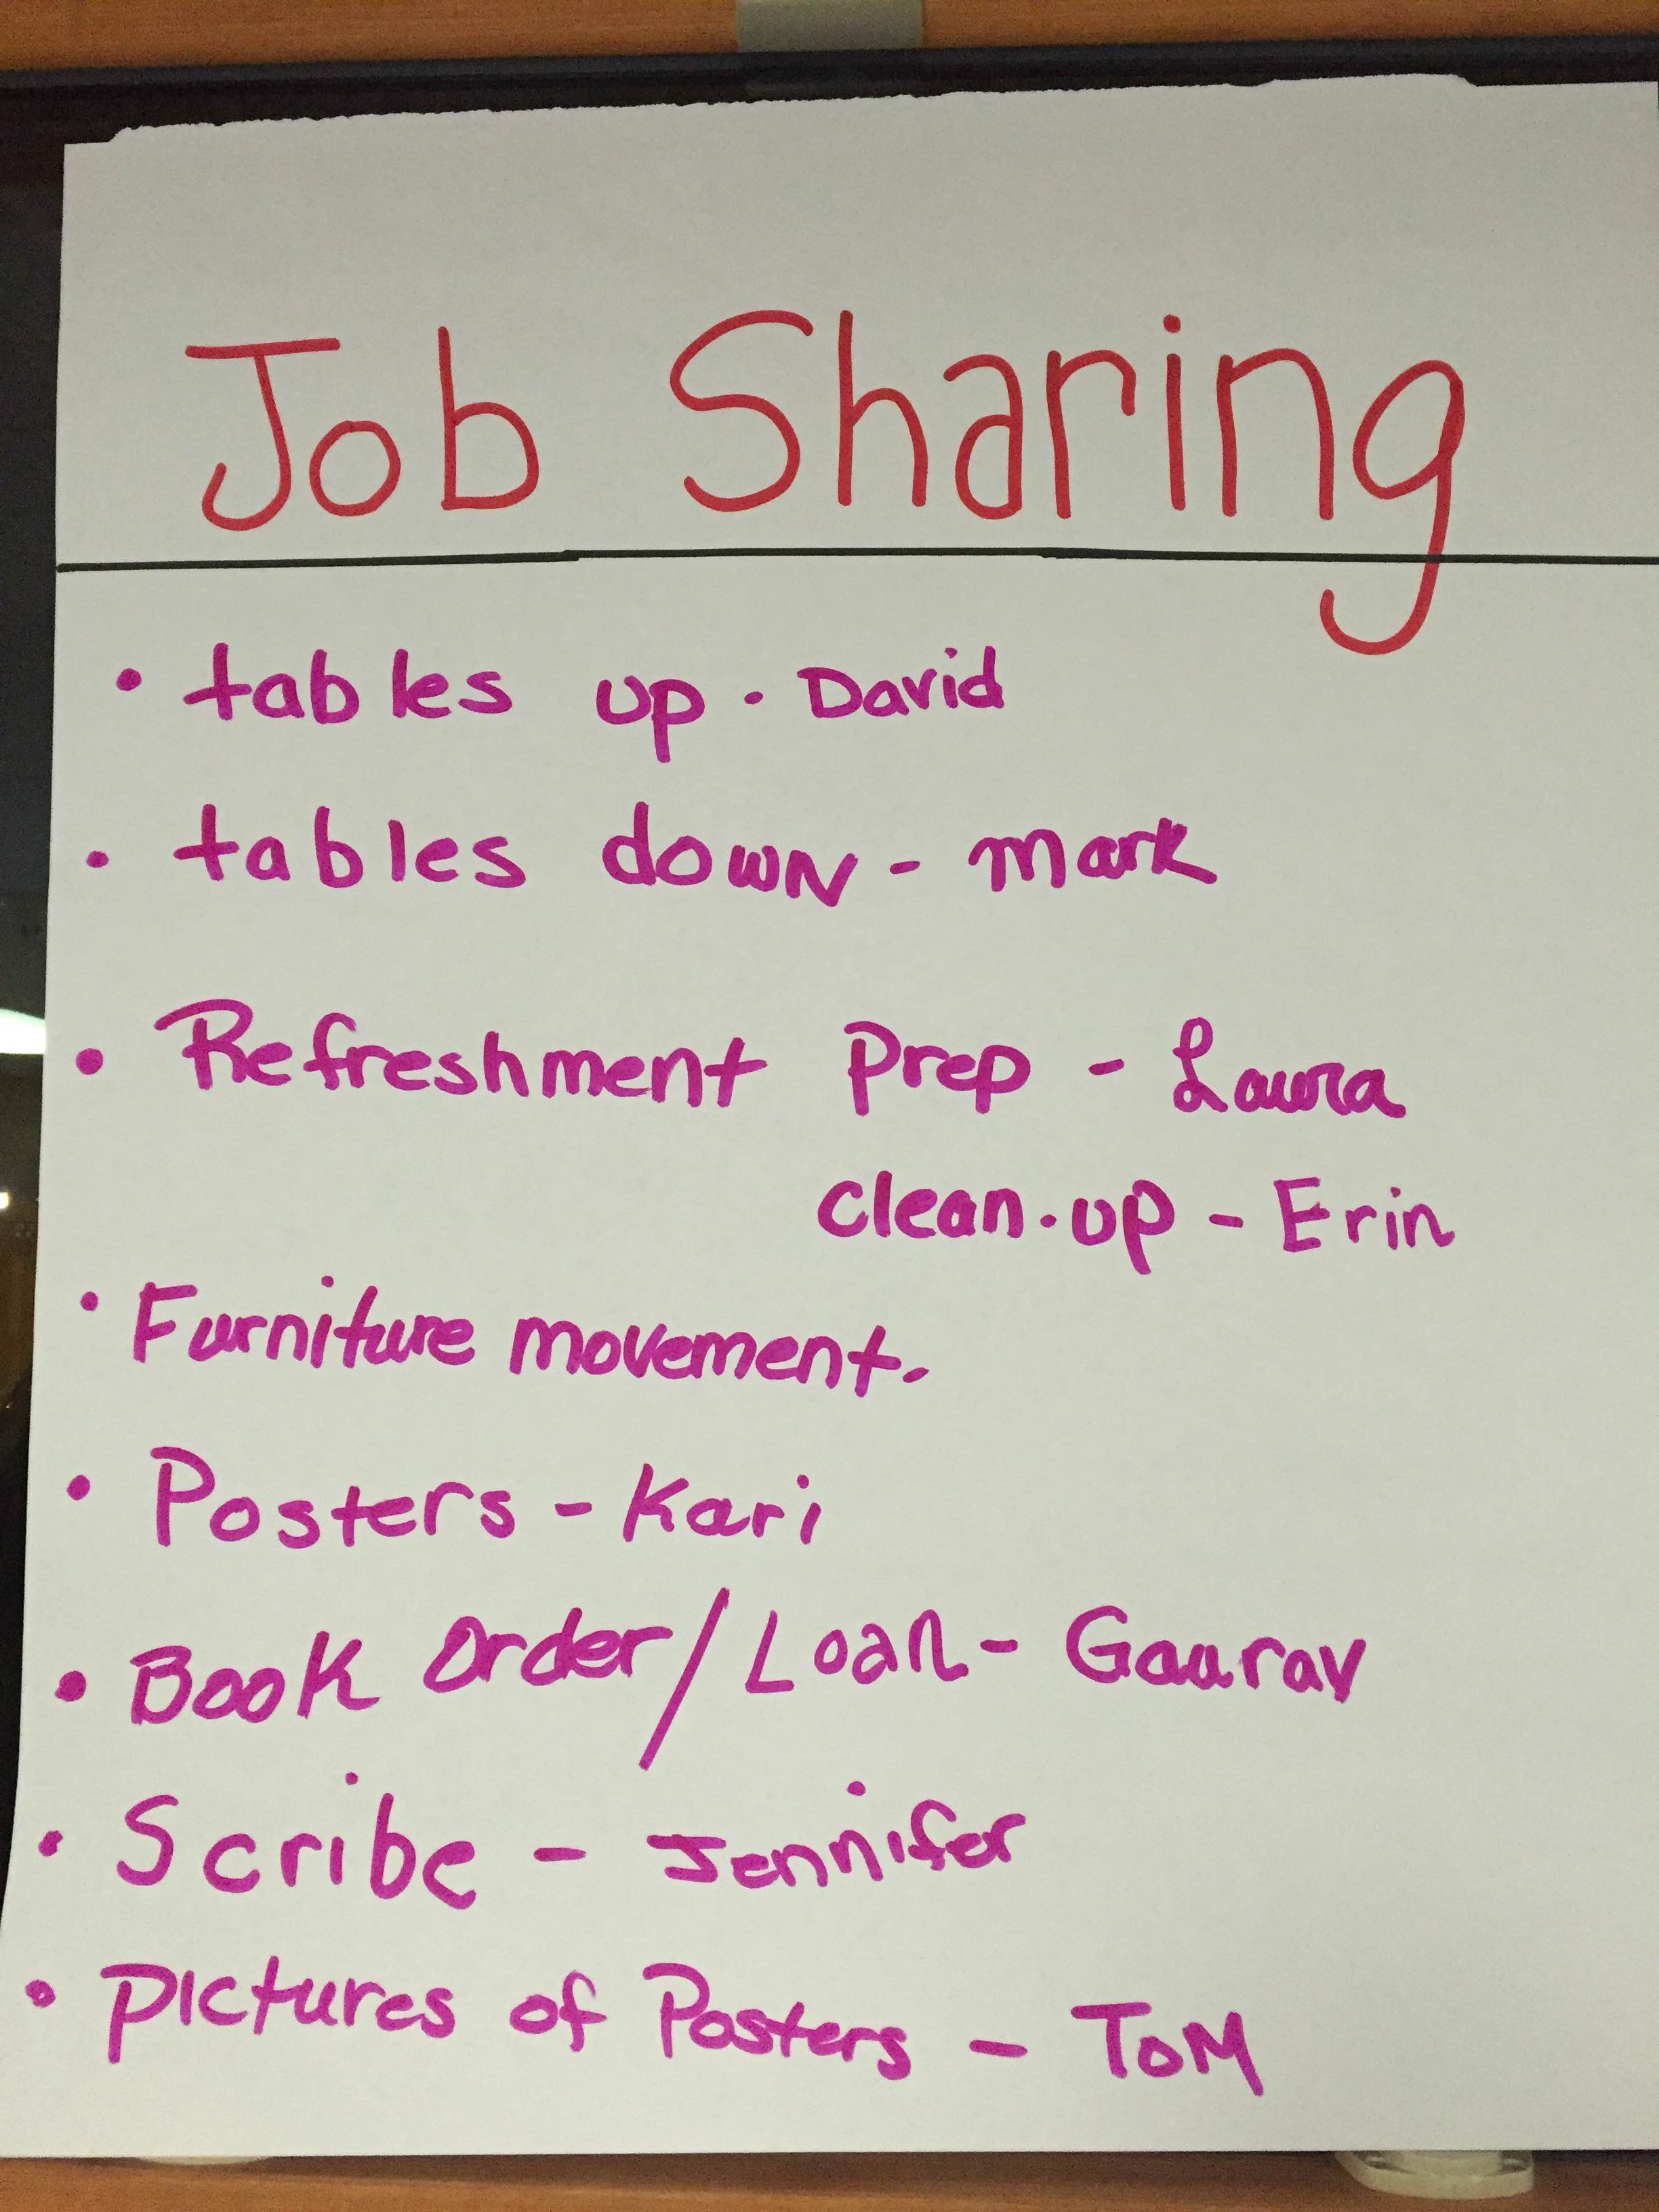 Job Sharing
• tables up - David
• tables down - Mark
• Refreshment Prep - Laura
clean-up - Erin
• Furniture movement.
• Posters - Kari
• Book Order/Loan - Gaurav
• Scribe - Jennifer
• Pictures of Posters - Tom